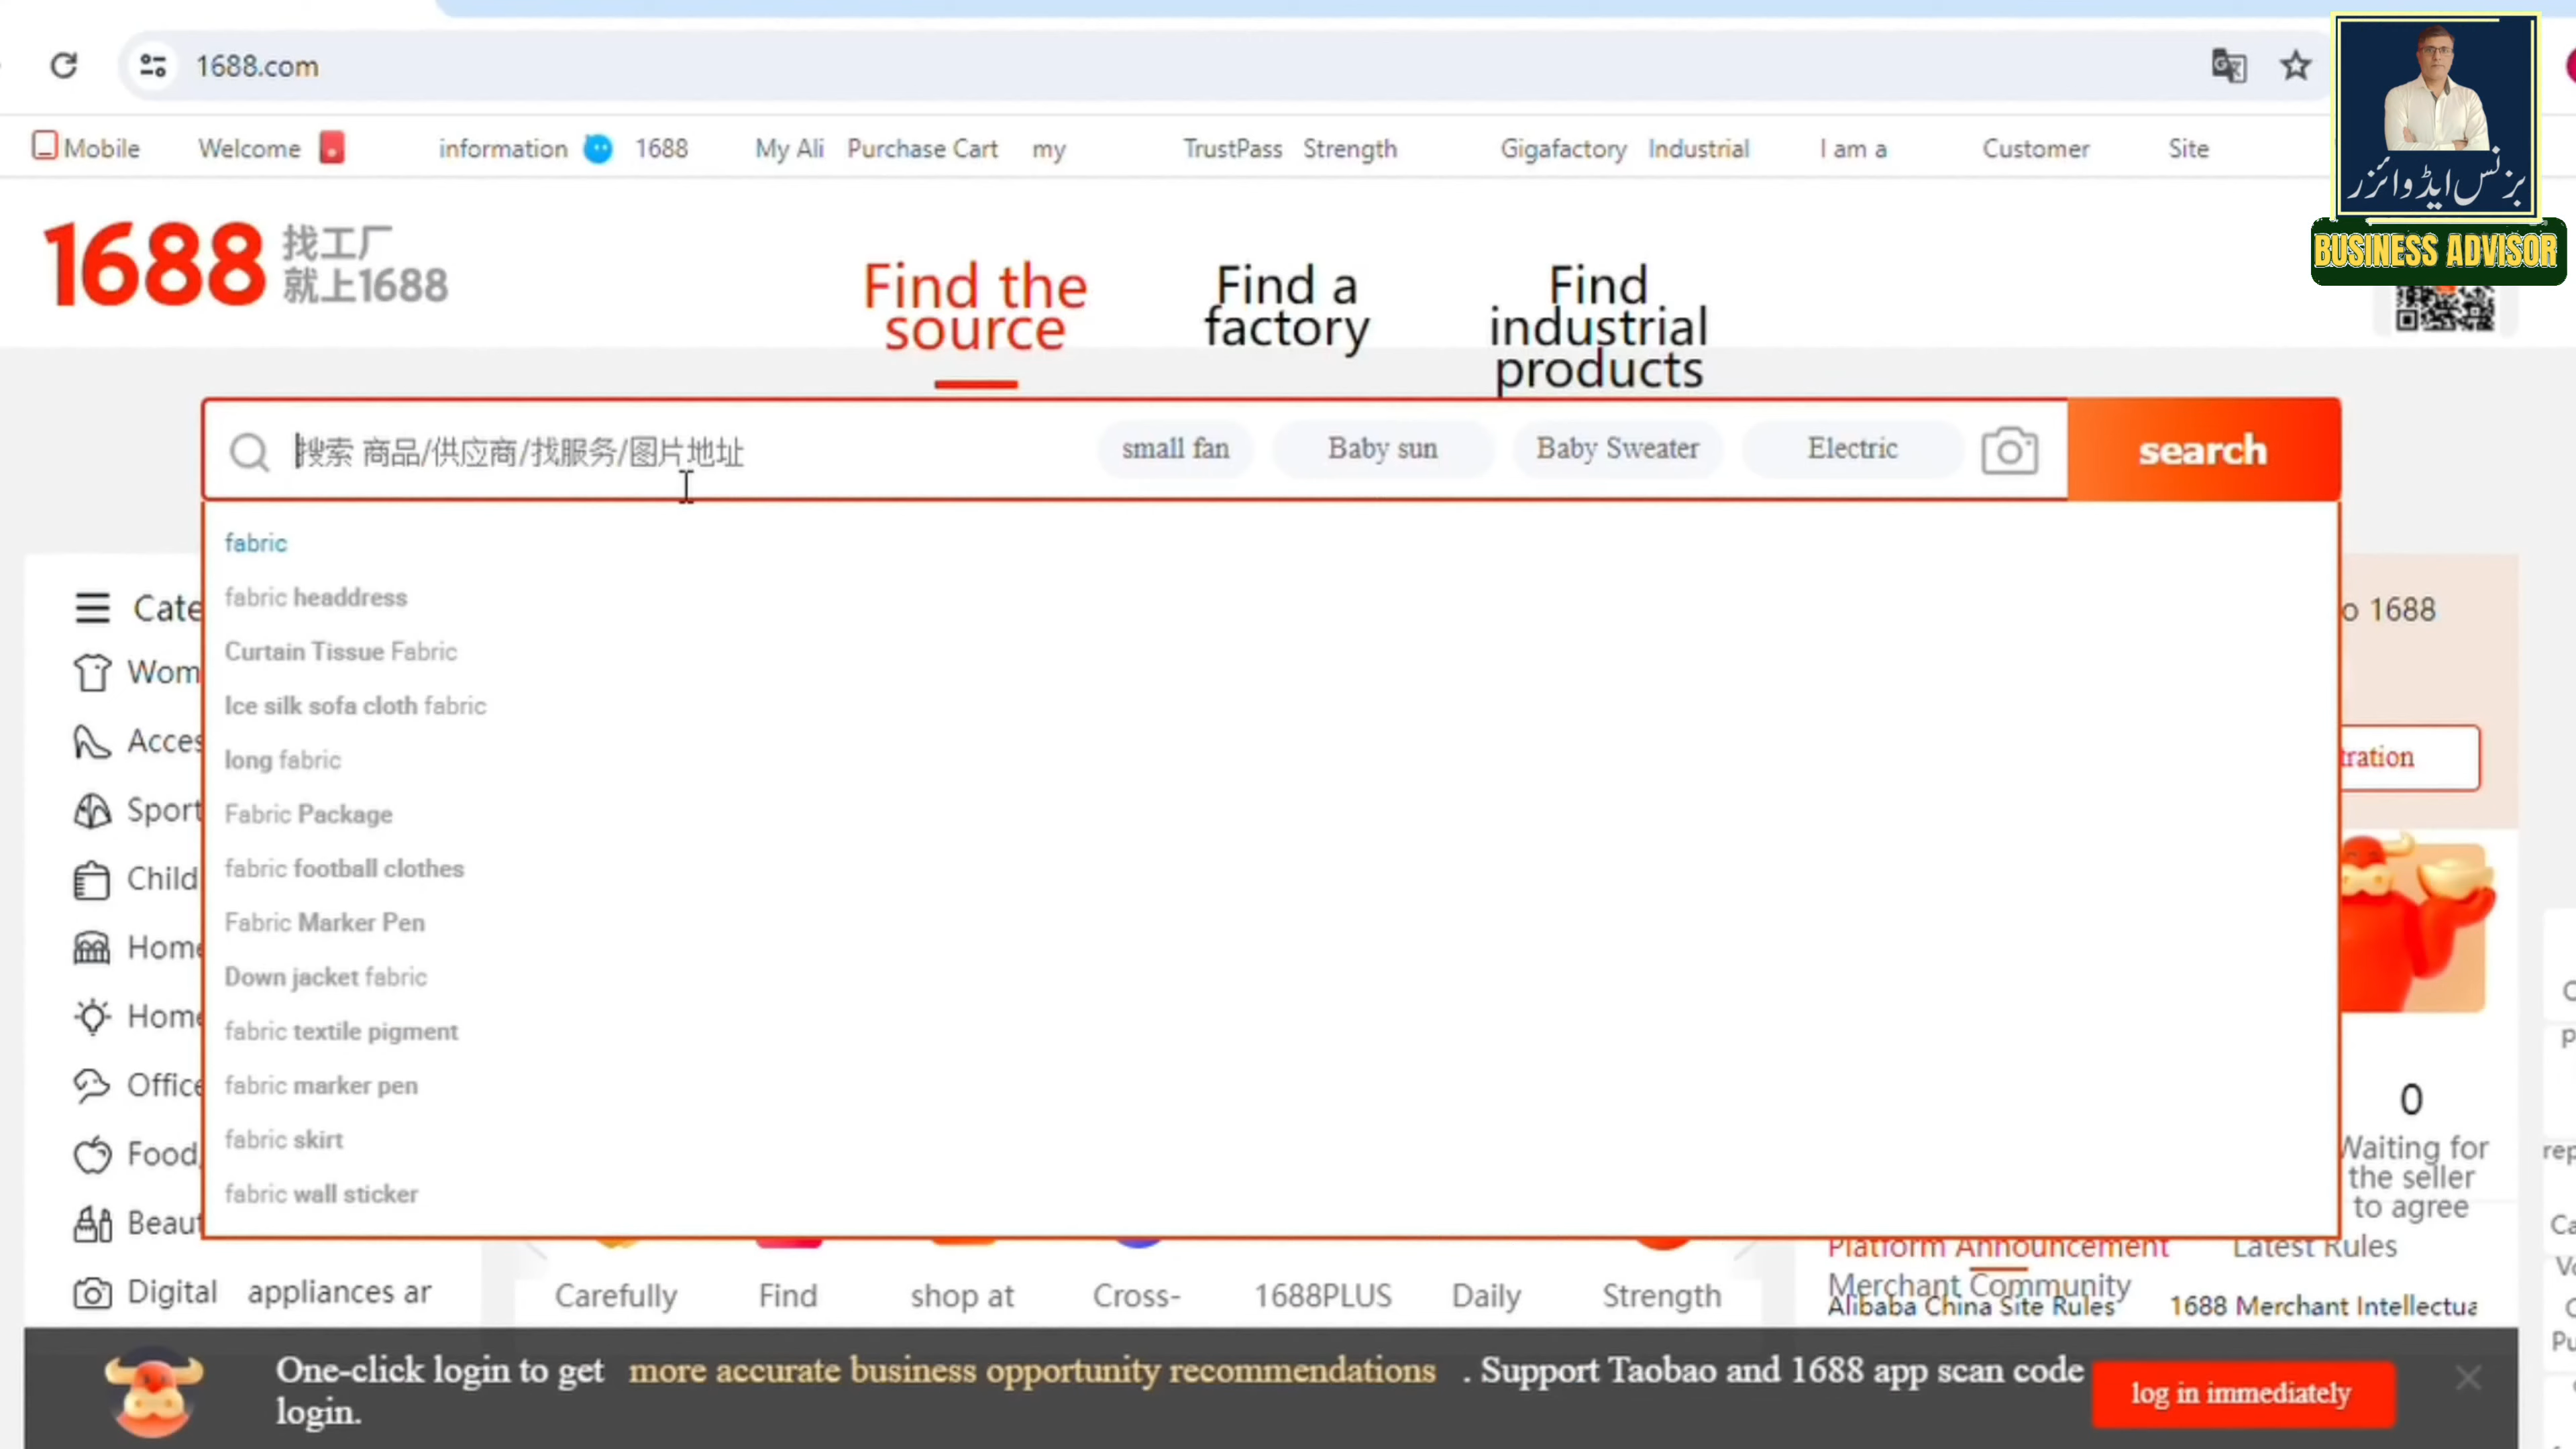 1688.com
Mobile Welcome information 1688 My Ali Purchase Cart my TrustPass Strength Gigafactory Industrial I am a Customer Site
بزنس ایڈوائزر
BUSINESS ADVISOR
1688 找工厂
就上1688
Find the
source
Find a
factory
Find
industrial
products
搜索 商品/供应商/找服务/图片地址
small fan Baby sun Baby Sweater Electric
search
fabric
fabric headdress
Curtain Tissue Fabric
Ice silk sofa cloth fabric
long fabric
Fabric Package
fabric football clothes
Fabric Marker Pen
Down jacket fabric
fabric textile pigment
fabric marker pen
fabric skirt
fabric wall sticker
Cate
Wom
Acces
Sport
Child
Home
Home
Office
Food,
Beaut
Digital appliances ar
o 1688
tration
0
Waiting for
the seller
to agree
rep
Carefully Find shop at Cross- 1688PLUS Daily Strength
Platform Announcement Latest Rules
Merchant Community
Alibaba China Site Rules 1688 Merchant Intellectua
One-click login to get more accurate business opportunity recommendations . Support Taobao and 1688 app scan code
login.
log in immediately